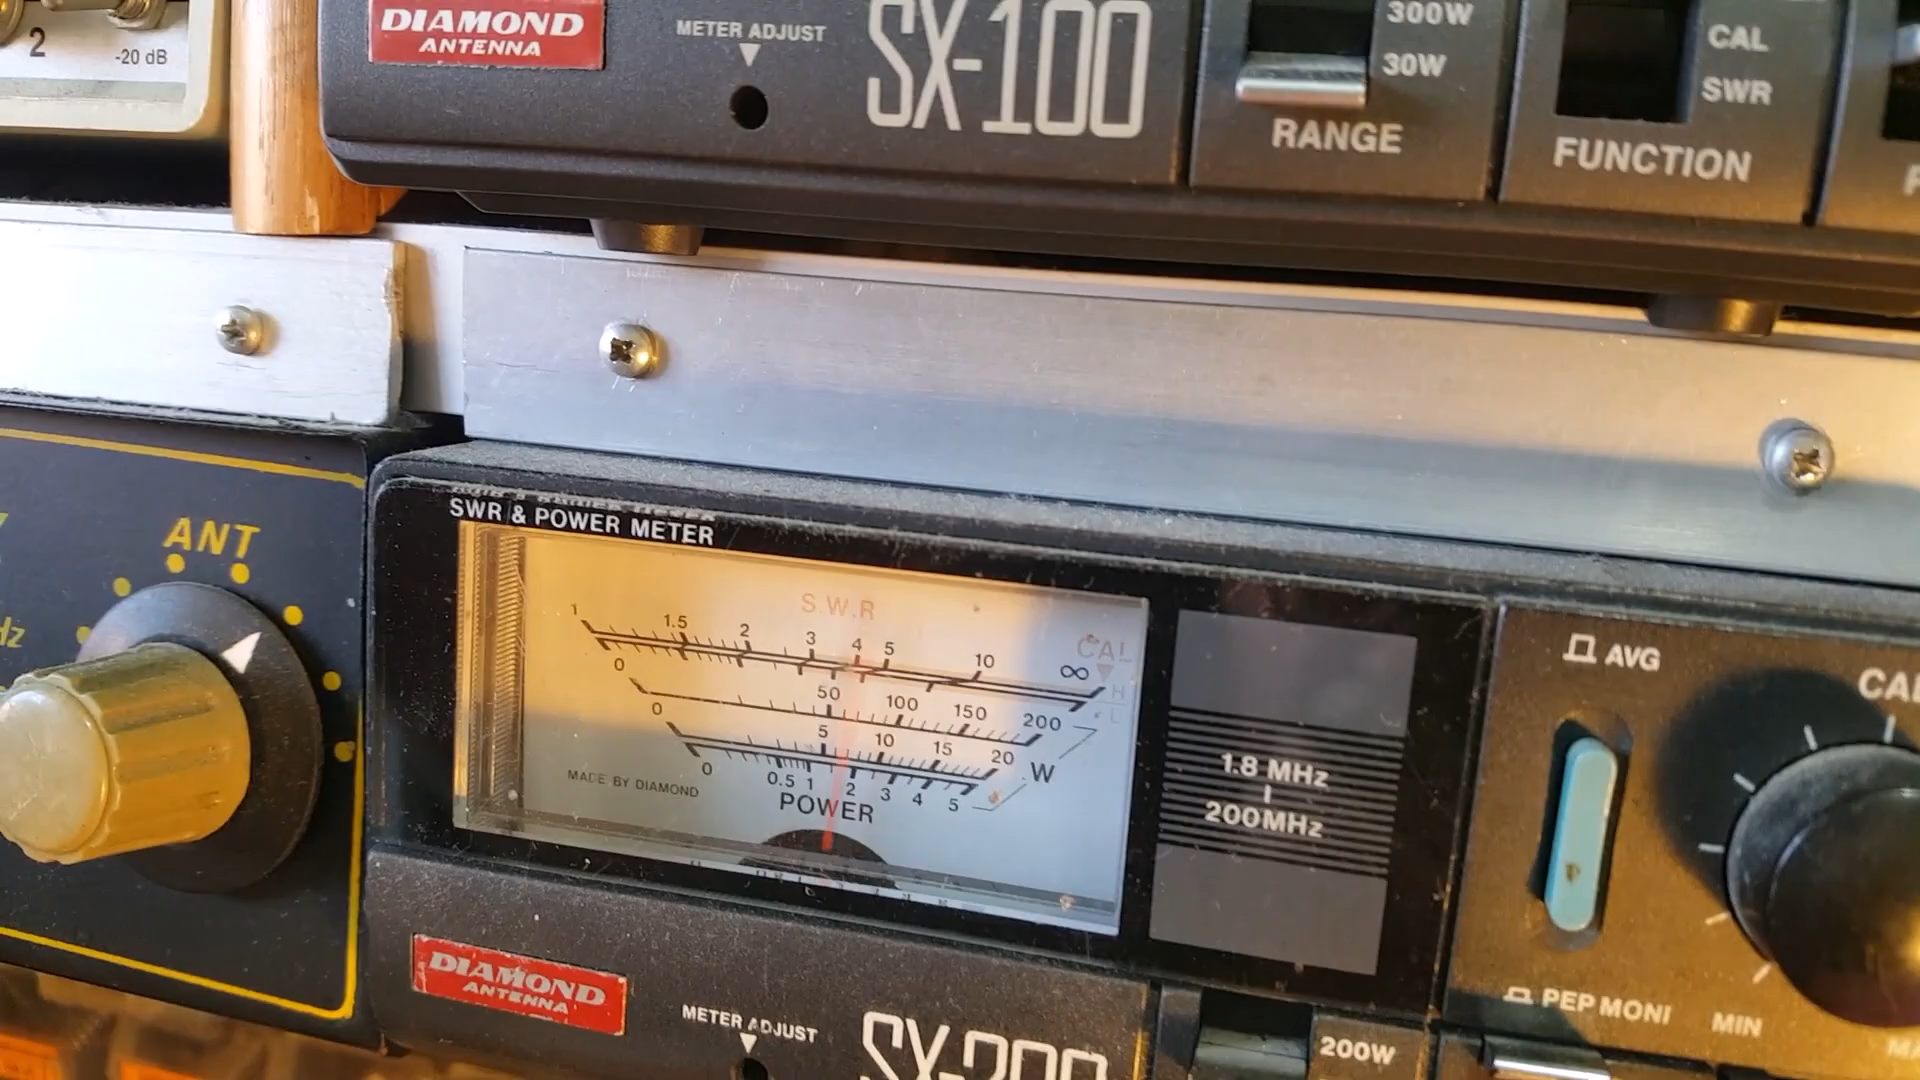 2
-20 dB
DIAMOND
ANTENNA
METER ADJUST
SX-100
300W
30W
RANGE
CAL
SWR
FUNCTION
ANT
SWR & POWER METER
S.W.R
1 1.5 2 3 4 5 10 ∞
CAL
H
L
0 50 100 150 200
0 5 10 15 20
W
0 0.5 1 2 3 4 5
MADE BY DIAMOND
POWER
1.8 MHz
200MHz
AVG
CAL
PEP MONI
MIN
DIAMOND
ANTENNA
METER ADJUST
SX-200
200W